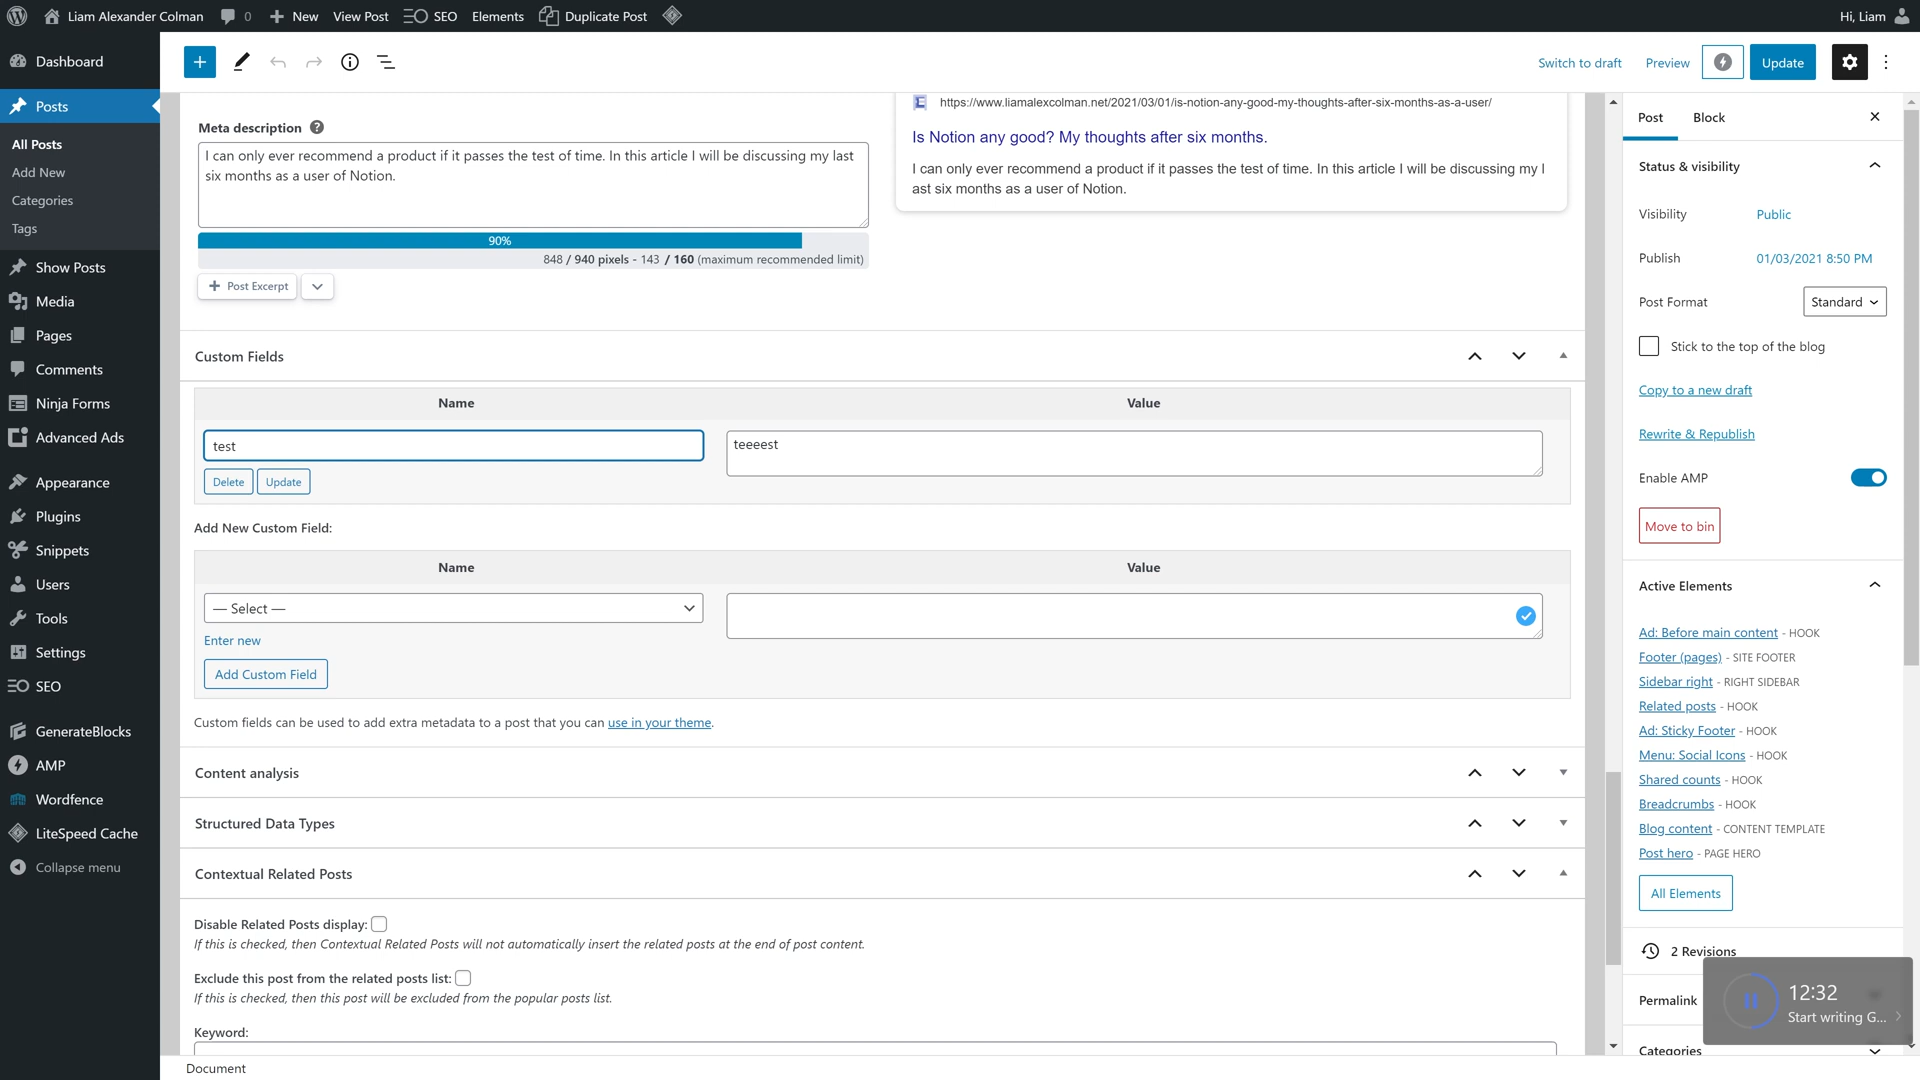 Liam Alexander Colman
0
New
View Post
SEO
Elements
Duplicate Post
Hi, Liam
Dashboard
Posts
All Posts
Add New
Categories
Tags
Show Posts
Media
Pages
Comments
Ninja Forms
Advanced Ads
Appearance
Plugins
Snippets
Users
Tools
Settings
SEO
GenerateBlocks
AMP
Wordfence
LiteSpeed Cache
Collapse menu
Switch to draft
Preview
Update
Meta description
I can only ever recommend a product if it passes the test of time. In this article I will be discussing my last
six months as a user of Notion.
90%
848 / 940 pixels - 143 / 160 (maximum recommended limit)
Post Excerpt
https://www.liamalexcolman.net/2021/03/01/is-notion-any-good-my-thoughts-after-six-months-as-a-user/
Is Notion any good? My thoughts after six months.
I can only ever recommend a product if it passes the test of time. In this article I will be discussing my l
ast six months as a user of Notion.
Custom Fields
Name
Value
test
teeeest
Delete
Update
Add New Custom Field:
Name
Value
— Select —
Enter new
Add Custom Field
Custom fields can be used to add extra metadata to a post that you can use in your theme.
Content analysis
Structured Data Types
Contextual Related Posts
Disable Related Posts display:
If this is checked, then Contextual Related Posts will not automatically insert the related posts at the end of post content.
Exclude this post from the related posts list:
If this is checked, then this post will be excluded from the popular posts list.
Keyword:
Document
Post
Block
Status & visibility
Visibility
Public
Publish
01/03/2021 8:50 PM
Post Format
Standard
Stick to the top of the blog
Copy to a new draft
Rewrite & Republish
Enable AMP
Move to bin
Active Elements
Ad: Before main content - HOOK
Footer (pages) - SITE FOOTER
Sidebar right - RIGHT SIDEBAR
Related posts - HOOK
Ad: Sticky Footer - HOOK
Menu: Social Icons - HOOK
Shared counts - HOOK
Breadcrumbs - HOOK
Blog content - CONTENT TEMPLATE
Post hero - PAGE HERO
All Elements
2 Revisions
Permalink
Categories
12:32
Start writing G...